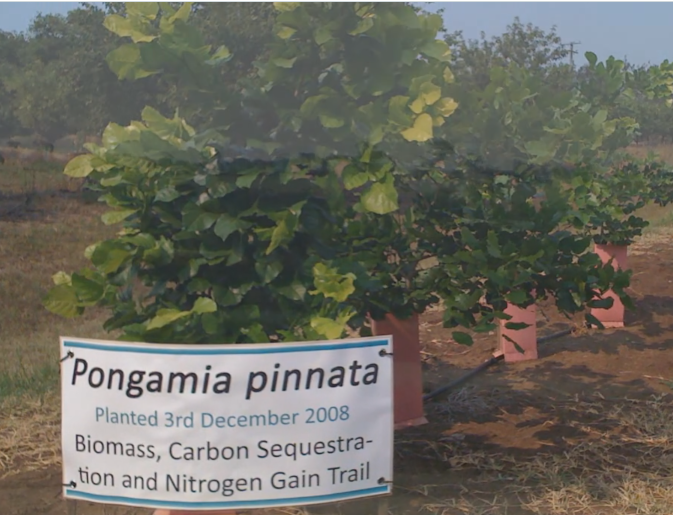 Pongamia pinnata
Planted 3rd December 2008
Biomass, Carbon Sequestra-
tion and Nitrogen Gain Trail